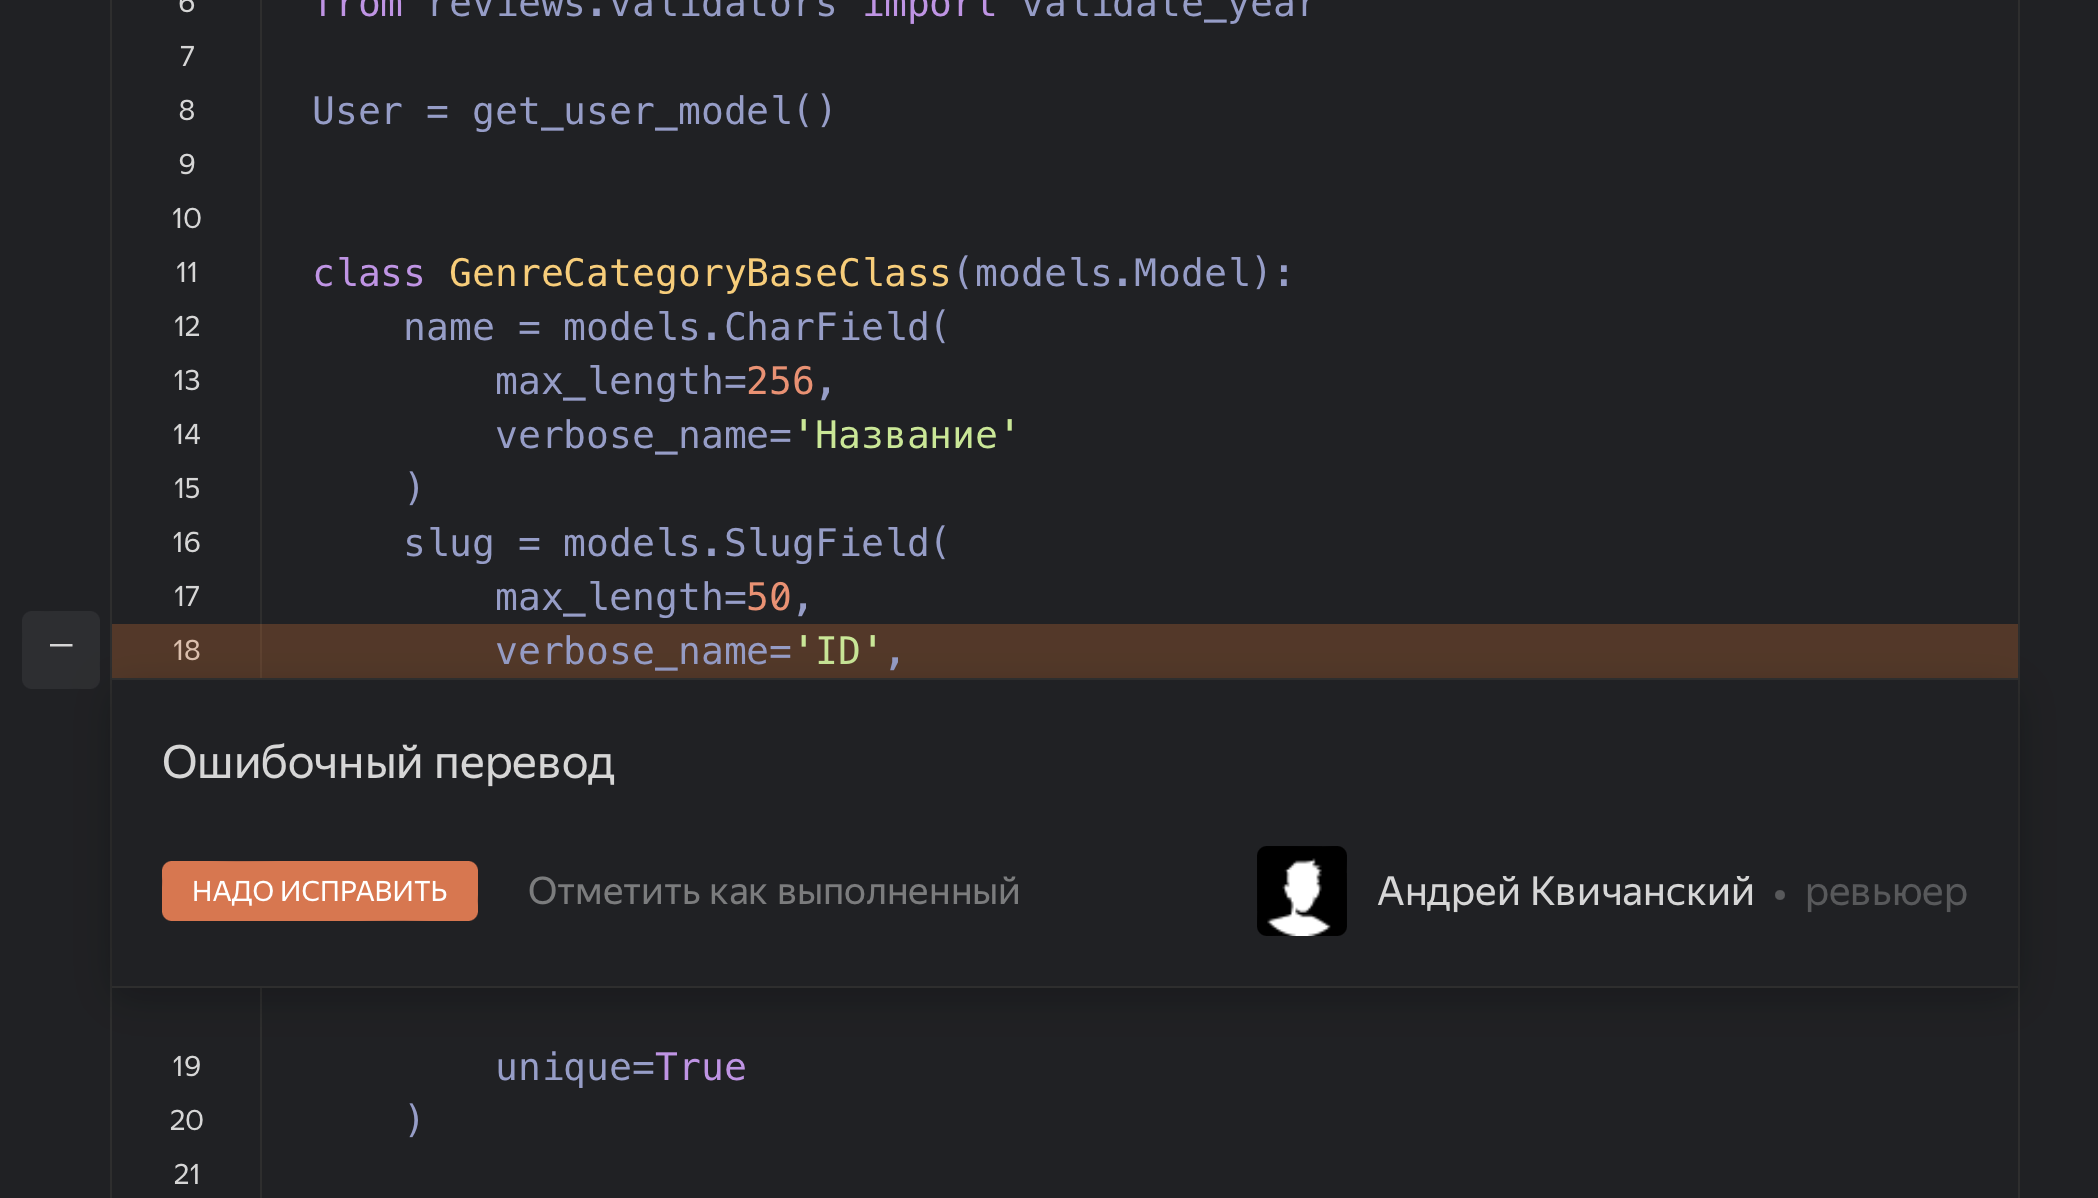 6 from reviews.validators import validate_year
7
8 User = get_user_model()
9
10
11 class GenreCategoryBaseClass(models.Model):
12 name = models.CharField(
13 max_length=256,
14 verbose_name='Название'
15 )
16 slug = models.SlugField(
17 max_length=50,
18 verbose_name='ID',
Ошибочный перевод
НАДО ИСПРАВИТЬ Отметить как выполненный Андрей Квичанский • ревьюер
19 unique=True
20 )
21